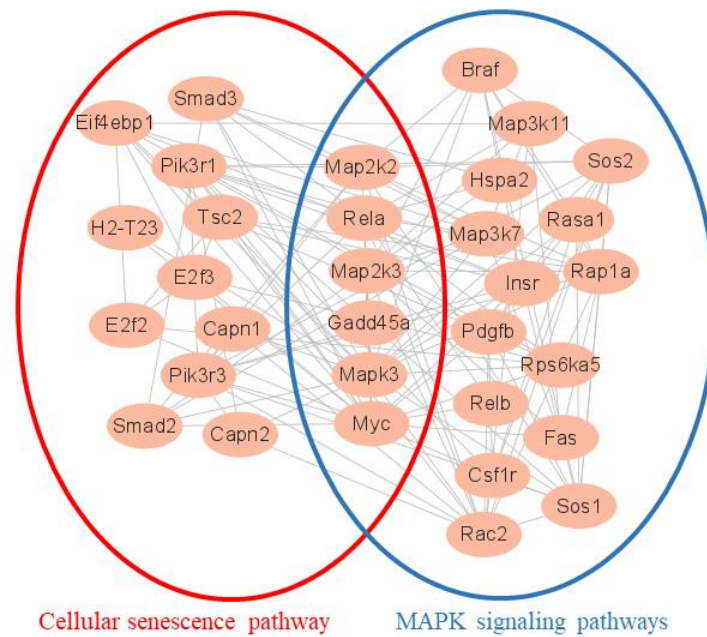 Braf
Smad3
Eif4ebp1
Map3k11
Pik3r1
Map2k2
Sos2
Hspa2
H2-T23
Tsc2
Rela
Map3k7
Rasa1
E2f3
Map2k3
Insr
Rap1a
E2f2
Capn1
Gadd45a
Pdgfb
Pik3r3
Mapk3
Rps6ka5
Smad2
Capn2
Myc
Relb
Fas
Csf1r
Sos1
Rac2
Cellular senescence pathway
MAPK signaling pathways